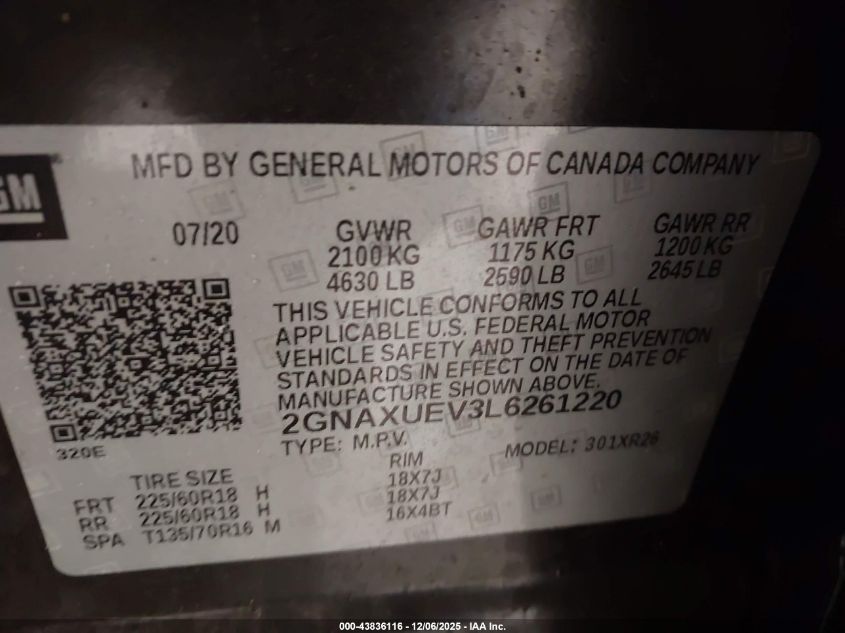 GM
MFD BY GENERAL MOTORS OF CANADA COMPANY
07/20 GVWR GAWR FRT GAWR RR
2100 KG 1175 KG 1200 KG
4630 LB 2590 LB 2645 LB
THIS VEHICLE CONFORMS TO ALL
APPLICABLE U.S. FEDERAL MOTOR
VEHICLE SAFETY AND THEFT PREVENTION
STANDARDS IN EFFECT ON THE DATE OF
MANUFACTURE SHOWN ABOVE.
2GNAXUEV3L6261220
320E
TYPE: M.P.V. MODEL: 301XR26
TIRE SIZE RIM
FRT 225/60R18 H 18X7J
RR 225/60R18 H 18X7J
SPA T135/70R16 M 16X4BT
000-43836116 - 12/06/2025 - IAA Inc.